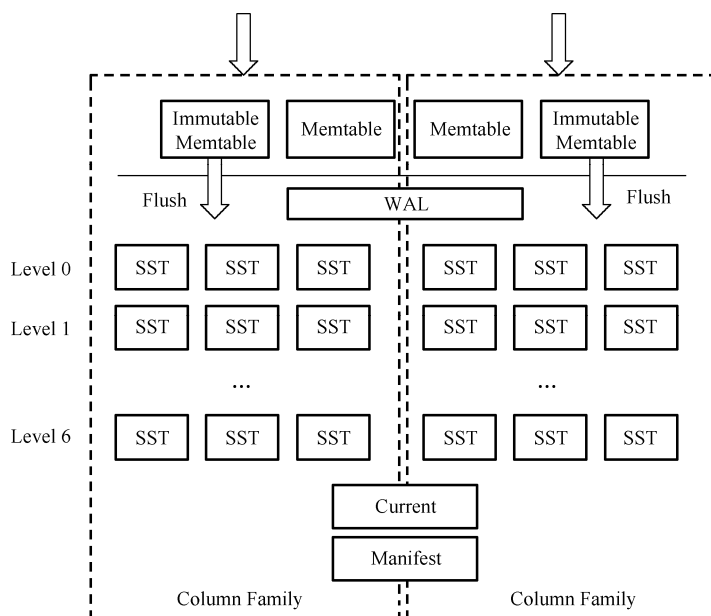 Immutable
Memtable
Memtable
Memtable
Immutable
Memtable
Flush
WAL
Flush
Level 0
SST
SST
SST
SST
SST
SST
Level 1
SST
SST
SST
SST
SST
SST
...
...
Level 6
SST
SST
SST
SST
SST
SST
Current
Manifest
Column Family
Column Family